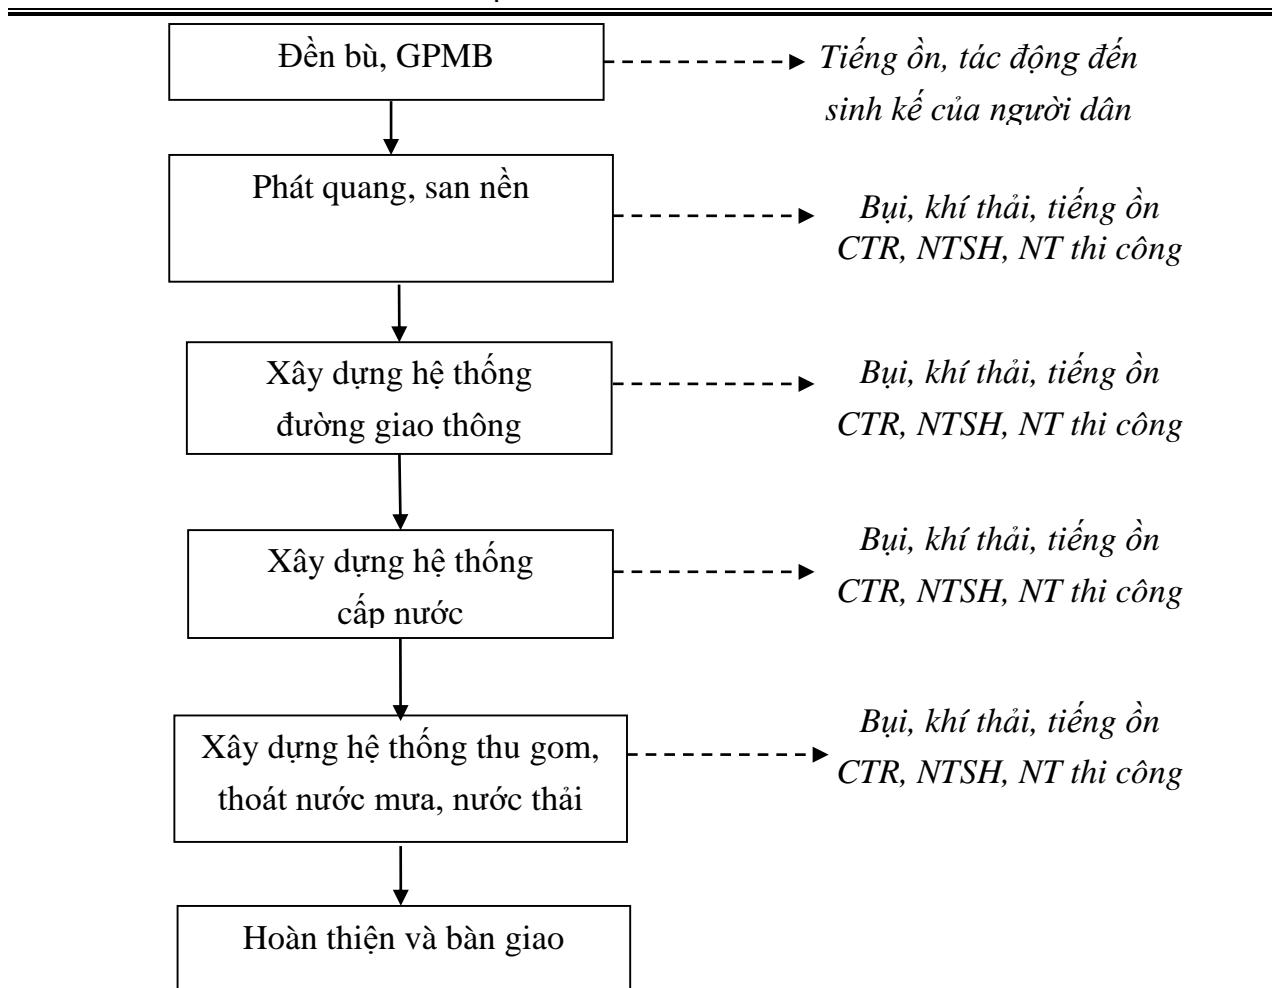 Đền bù, GPMB
Tiếng ồn, tác động đến
sinh kế của người dân
Phát quang, san nền
Bụi, khí thải, tiếng ồn
CTR, NTSH, NT thi công
Xây dựng hệ thống
đường giao thông
Bụi, khí thải, tiếng ồn
CTR, NTSH, NT thi công
Xây dựng hệ thống
cấp nước
Bụi, khí thải, tiếng ồn
CTR, NTSH, NT thi công
Xây dựng hệ thống thu gom,
thoát nước mưa, nước thải
Bụi, khí thải, tiếng ồn
CTR, NTSH, NT thi công
Hoàn thiện và bàn giao